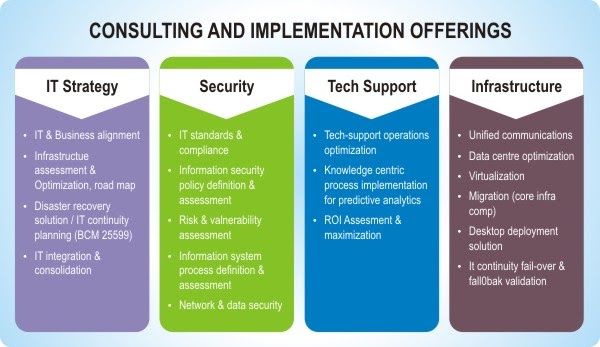 CONSULTING AND IMPLEMENTATION OFFERINGS
IT Strategy
• IT & Business alignment
• Infrastructue
assessment &
Optimization, road map
• Disaster recovery
solution / IT continuity
planning (BCM 25599)
• IT integration &
consolidation
Security
• IT standards &
compliance
• Information security
policy definition &
assessment
• Risk & valnerability
assessment
• Information system
process definition &
assessment
• Network & data security
Tech Support
• Tech-support operations
optimization
• Knowledge centric
process implementation
for predictive analytics
• ROI Assesment &
maximization
Infrastructure
• Unified communications
• Data centre optimization
• Virtualization
• Migration (core infra
comp)
• Desktop deployment
solution
• It continuity fail-over &
fall0bak validation